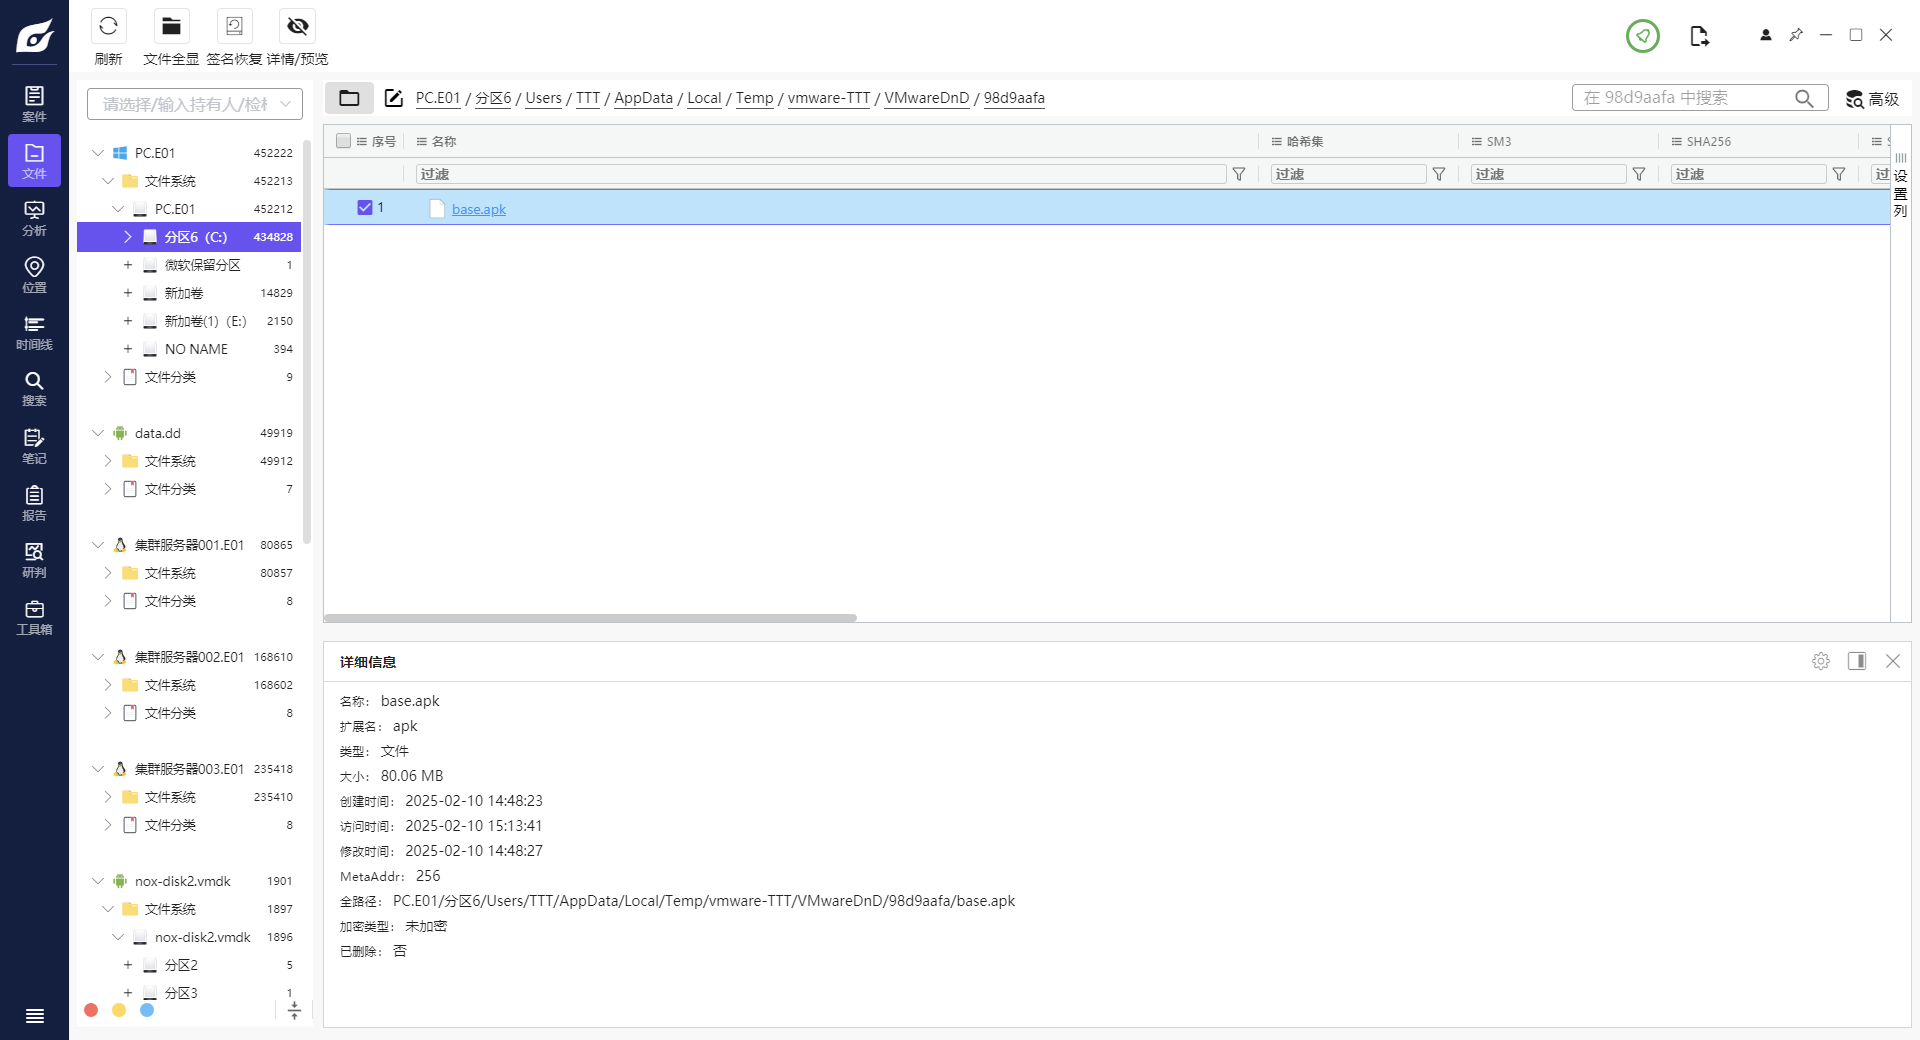 刷新 文件全显 签名恢复 详情/预览
案件
文件
分析
位置
时间线
搜索
笔记
报告
研判
工具箱
请选择/输入持有人/检材
PC.E01 452222
文件系统 452213
PC.E01 452212
分区6（C:） 434828
微软保留分区 1
新加卷 14829
新加卷(1)（E:） 2150
NO NAME 394
文件分类 9
data.dd 49919
文件系统 49912
文件分类 7
集群服务器001.E01 80865
文件系统 80857
文件分类 8
集群服务器002.E01 168610
文件系统 168602
文件分类 8
集群服务器003.E01 235418
文件系统 235410
文件分类 8
nox-disk2.vmdk 1901
文件系统 1897
nox-disk2.vmdk 1896
分区2 5
分区3 1
PC.E01 / 分区6 / Users / TTT / AppData / Local / Temp / vmware-TTT / VMwareDnD / 98d9aafa
在 98d9aafa 中搜索
高级
序号 名称 哈希集 SM3 SHA256 S
过滤 过滤 过滤 过滤 过
1 base.apk
设置列
详细信息
名称： base.apk
扩展名： apk
类型： 文件
大小： 80.06 MB
创建时间： 2025-02-10 14:48:23
访问时间： 2025-02-10 15:13:41
修改时间： 2025-02-10 14:48:27
MetaAddr： 256
全路径： PC.E01/分区6/Users/TTT/AppData/Local/Temp/vmware-TTT/VMwareDnD/98d9aafa/base.apk
加密类型： 未加密
已删除： 否